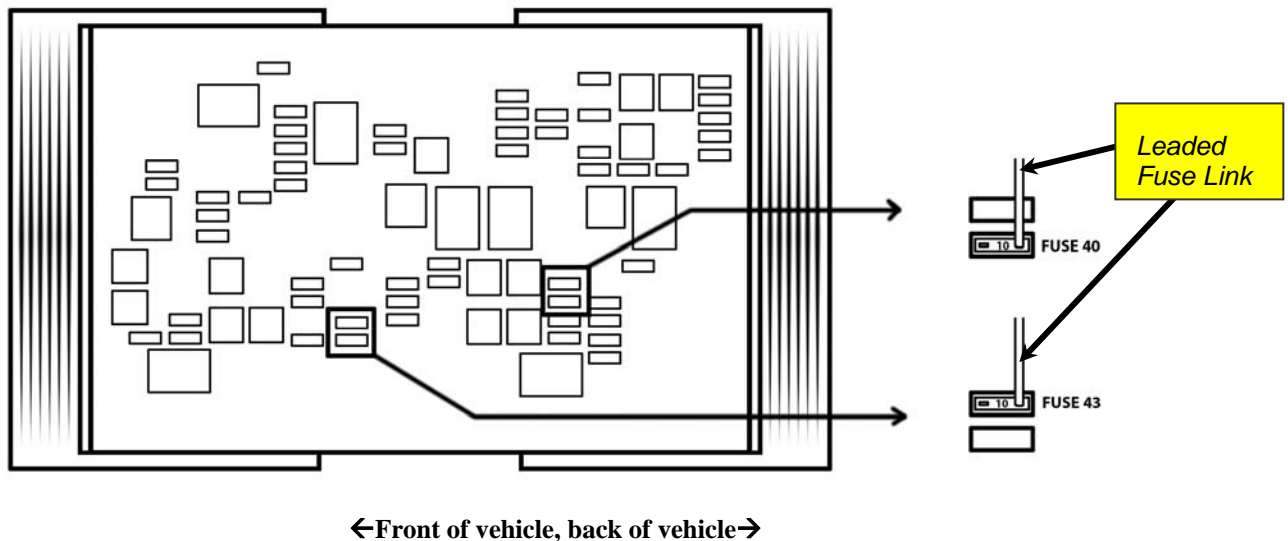 Leaded
Fuse Link
10
FUSE 40
10
FUSE 43
←Front of vehicle, back of vehicle→